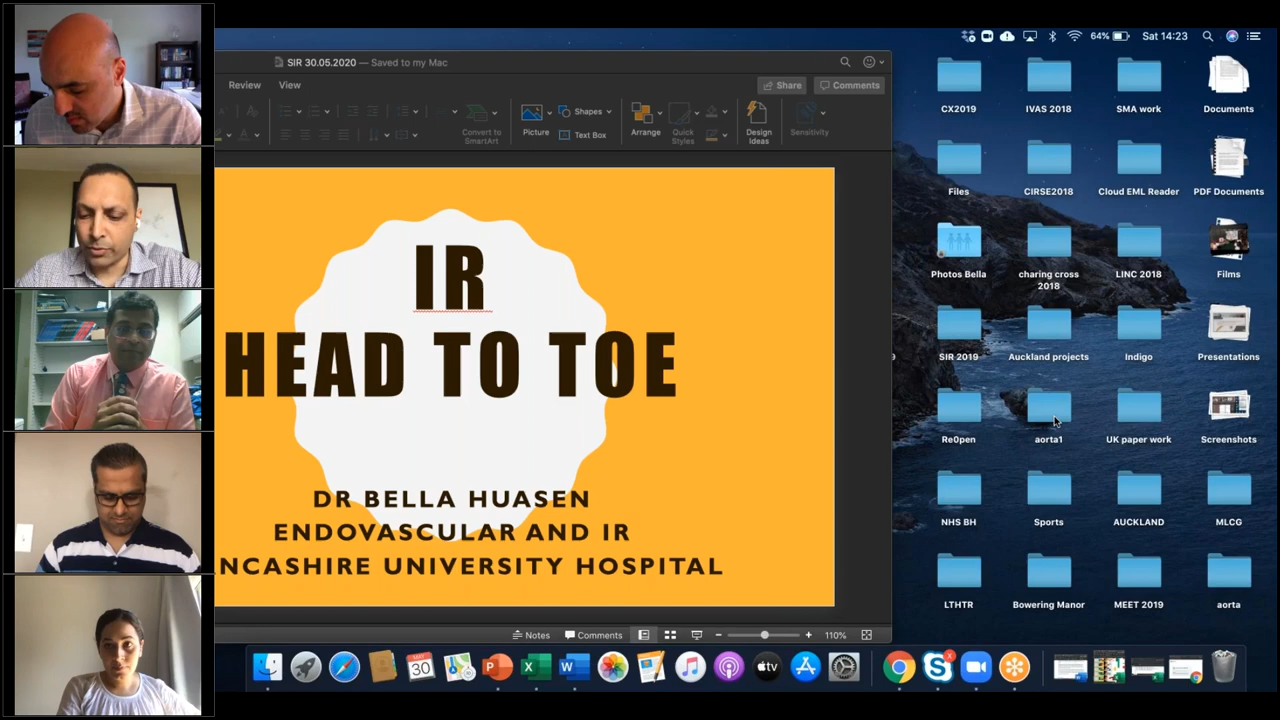 64% Sat 14:23
SIR 30.05.2020 — Saved to my Mac
Review View Share Comments
Convert to SmartArt
Picture
Shapes
Text Box
Arrange
Quick Styles
Design Ideas
Sensitivity
IR
HEAD TO TOE
DR BELLA HUASEN
ENDOVASCULAR AND IR
NCASHIRE UNIVERSITY HOSPITAL
Notes Comments 110%
CX2019 IVAS 2018 SMA work Documents
Files CIRSE2018 Cloud EML Reader PDF Documents
Photos Bella charing cross 2018 LINC 2018 Films
9 SIR 2019 Auckland projects Indigo Presentations
Re0pen aorta1 UK paper work Screenshots
NHS BH Sports AUCKLAND MLCG
LTHTR Bowering Manor MEET 2019 aorta
MAY
30
tv